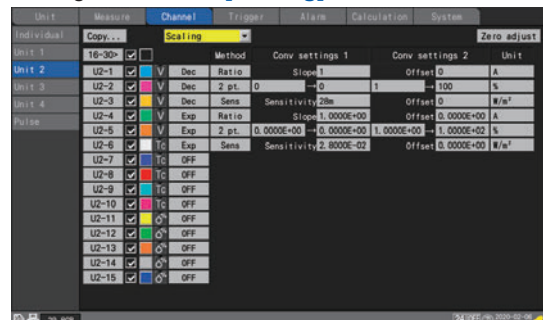 Unit Measure Channel Trigger Alarm Calculation System
Individual Copy... Scaling Zero adjust
Unit 1 16-30> Method Conv settings 1 Conv settings 2 Unit
Unit 2 U2-1 V Dec Ratio Slope 1 Offset 0 A
U2-2 V Dec 2 pt. 0 → 0 1 → 100 %
Unit 3 U2-3 V Dec Sens Sensitivity 28m Offset 0 W/m²
Unit 4 U2-4 V Exp Ratio Slope 1.0000E+00 Offset 0.0000E+00 A
Pulse U2-5 V Exp 2 pt. 0.0000E+00 → 0.0000E+00 1.0000E+00 → 1.0000E+02 %
U2-6 Tc Exp Sens Sensitivity 2.8000E-02 Offset 0.0000E+00 W/m²
U2-7 Tc OFF
U2-8 Tc OFF
U2-9 Tc OFF
U2-10 Tc OFF
U2-11 OFF
U2-12 OFF
U2-13 OFF
U2-14 OFF
U2-15 OFF
2020-02-06